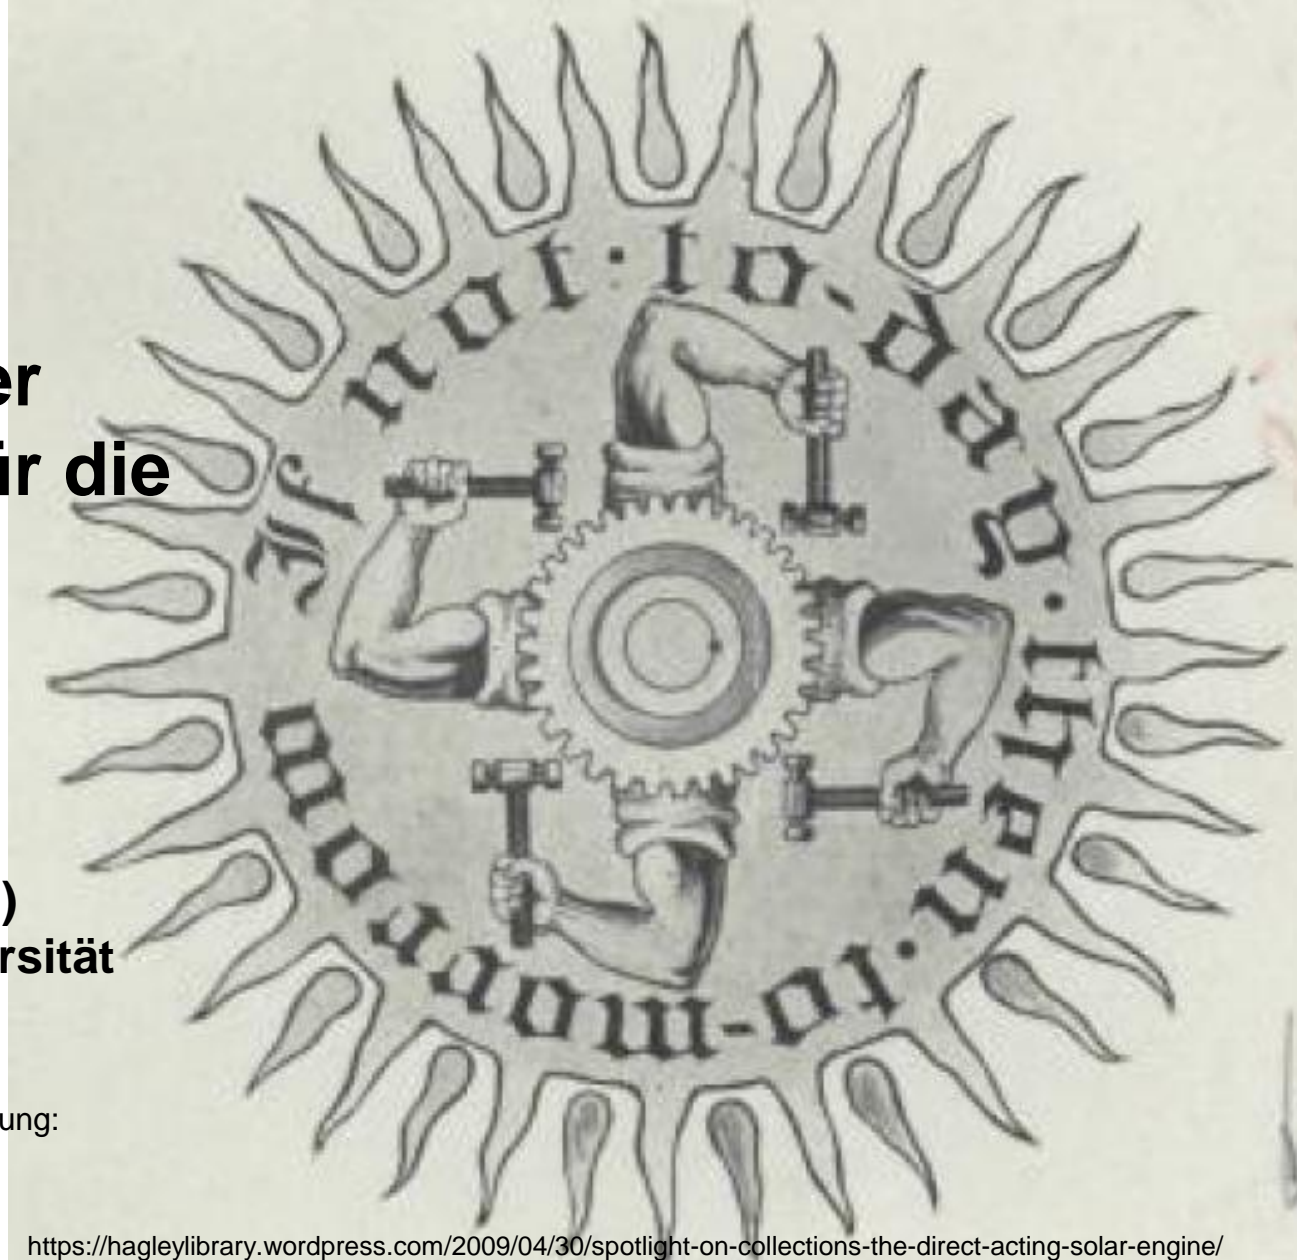 er
ür die
If not · to-day · then · to-morrow
)
rsität
ung:
https://hagleylibrary.wordpress.com/2009/04/30/spotlight-on-collections-the-direct-acting-solar-engine/